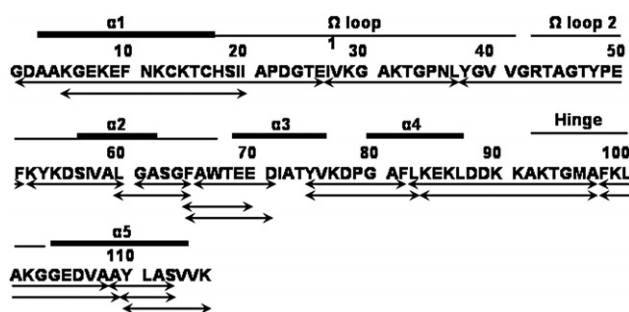 α1 Ω loop Ω loop 2
1
10 20 30 40 50
GDAAKGEKEF NKCKTCHSII APDGTEIVKG AKTGPNLYGV VGRTAGTYPE
α2 α3 α4 Hinge
60 70 80 90 100
FKYKDSIVAL GASGFAWTEE DIATYVKDPG AFLKEKLDDK KAKTGMAFKL
α5
110
AKGGEDVAAY LASVVK